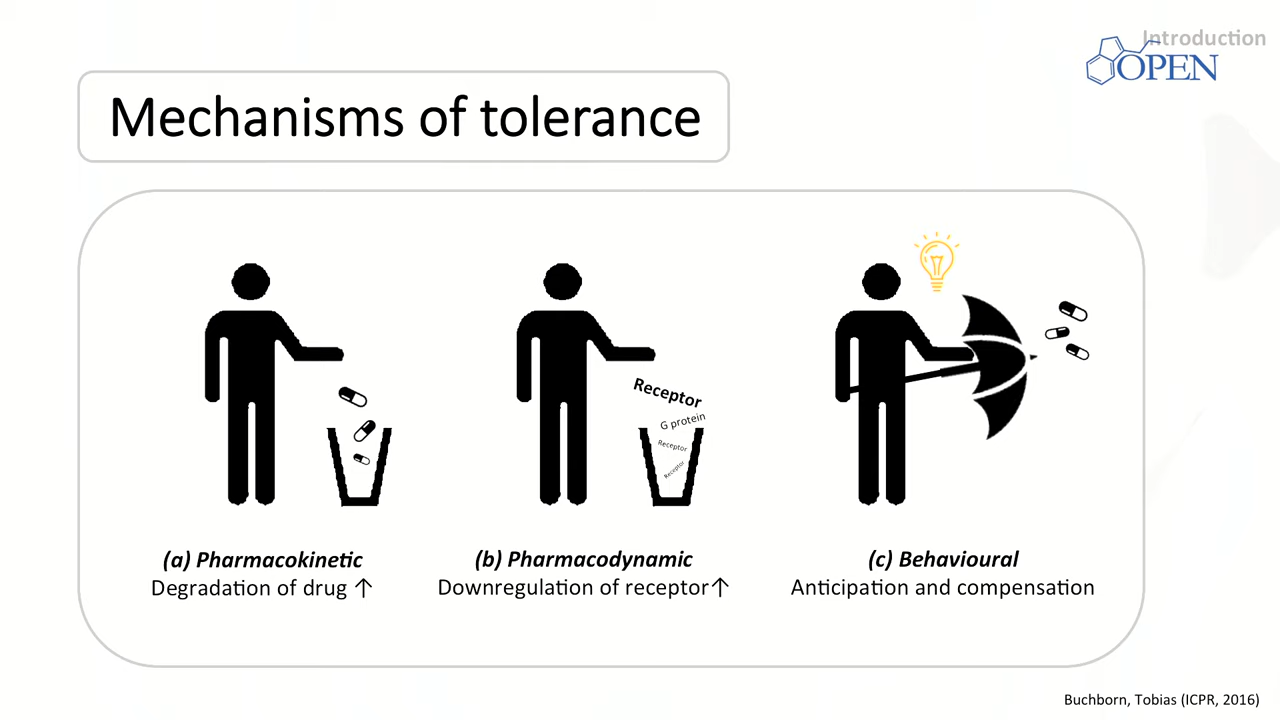 Introduction
OPEN
Mechanisms of tolerance
Receptor
G protein
Receptor
Receptor
(a) Pharmacokinetic
Degradation of drug ↑
(b) Pharmacodynamic
Downregulation of receptor↑
(c) Behavioural
Anticipation and compensation
Buchborn, Tobias (ICPR, 2016)